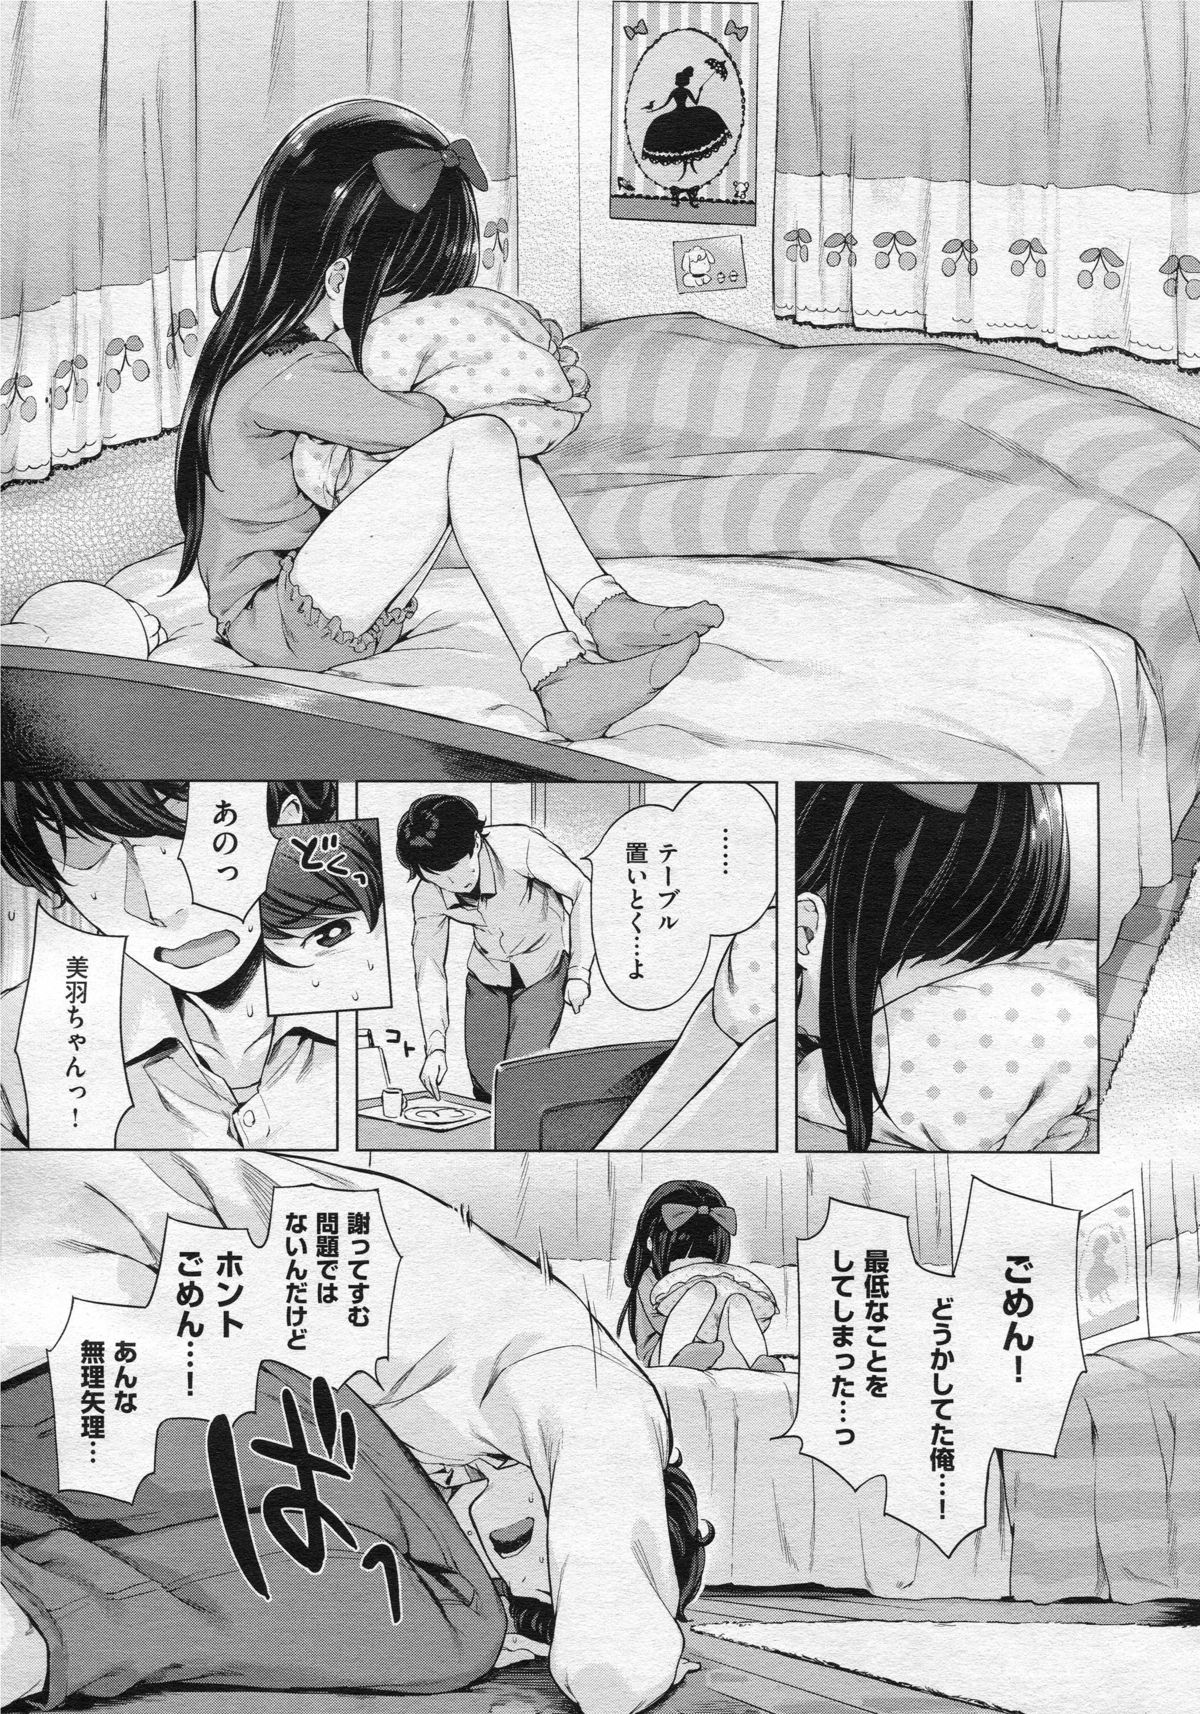 ……
テーブル
置いとく…よ
コト
あのっ
どくっ
美羽ちゃんっ！
ごめん！
どうかしてた俺…！
最低なことを
してしまった…っ
謝ってすむ
問題では
ないんだけど
ホント
ごめん…！
あんな
無理矢理…
ばっ